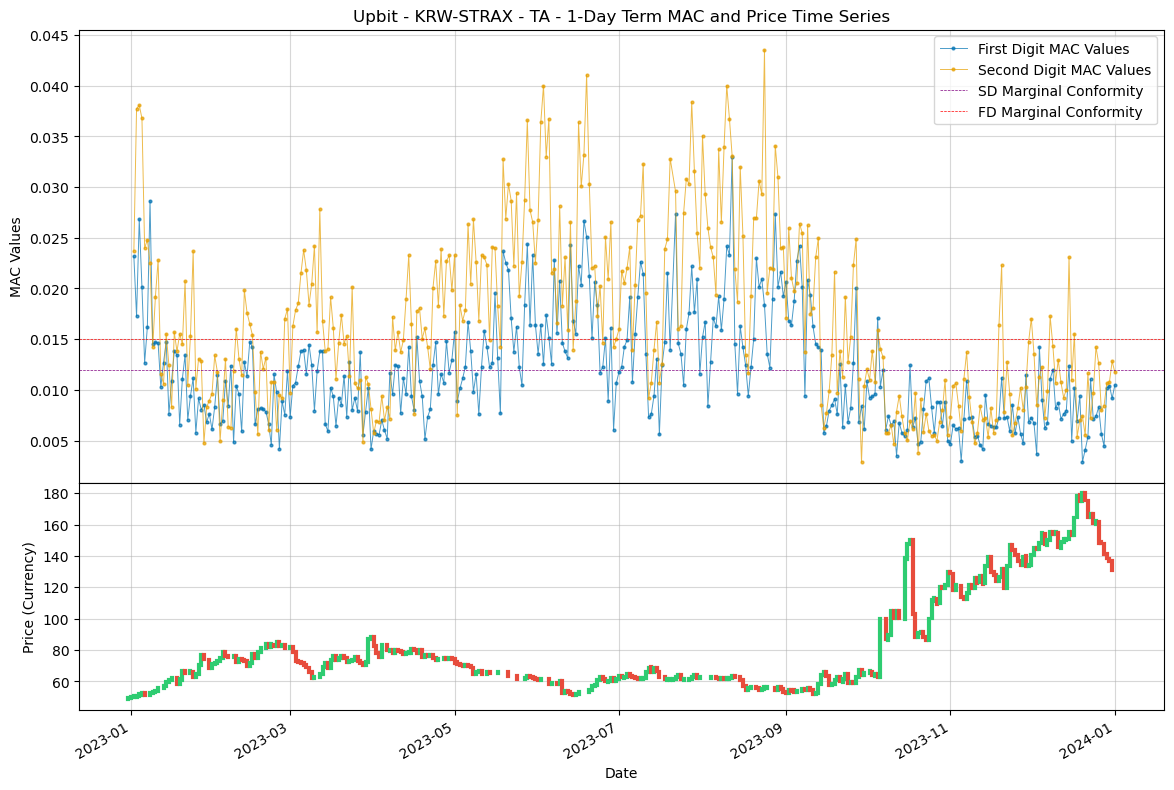 Upbit - KRW-STRAX - TA - 1-Day Term MAC and Price Time Series
First Digit MAC Values
Second Digit MAC Values
SD Marginal Conformity
FD Marginal Conformity
MAC Values
0.045
0.040
0.035
0.030
0.025
0.020
0.015
0.010
0.005
Price (Currency)
180
160
140
120
100
80
60
2023-01
2023-03
2023-05
2023-07
2023-09
2023-11
2024-01
Date